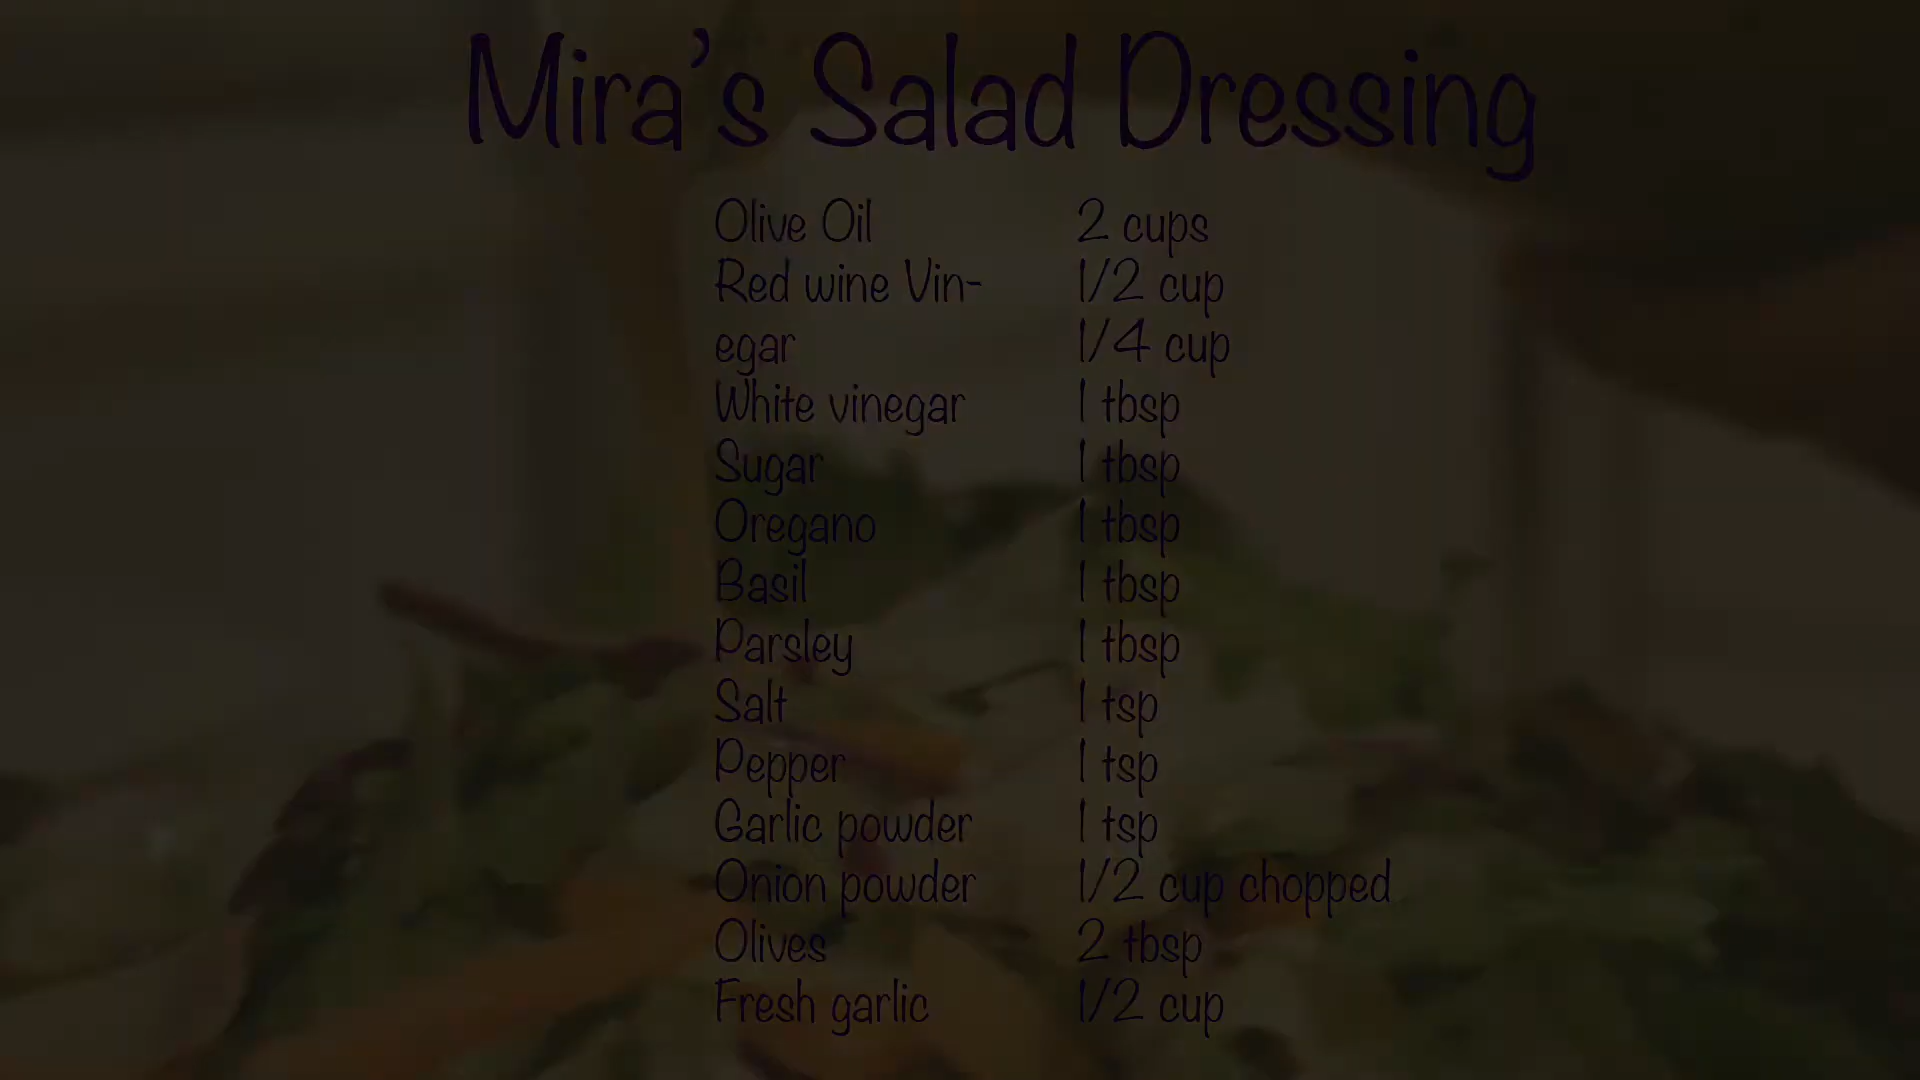 Mira's Salad Dressing
Olive Oil 2 cups
Red wine Vin- 1/2 cup
egar 1/4 cup
White vinegar 1 tbsp
Sugar 1 tbsp
Oregano 1 tbsp
Basil 1 tbsp
Parsley 1 tbsp
Salt 1 tsp
Pepper 1 tsp
Garlic powder 1 tsp
Onion powder 1/2 cup chopped
Olives 2 tbsp
Fresh garlic 1/2 cup